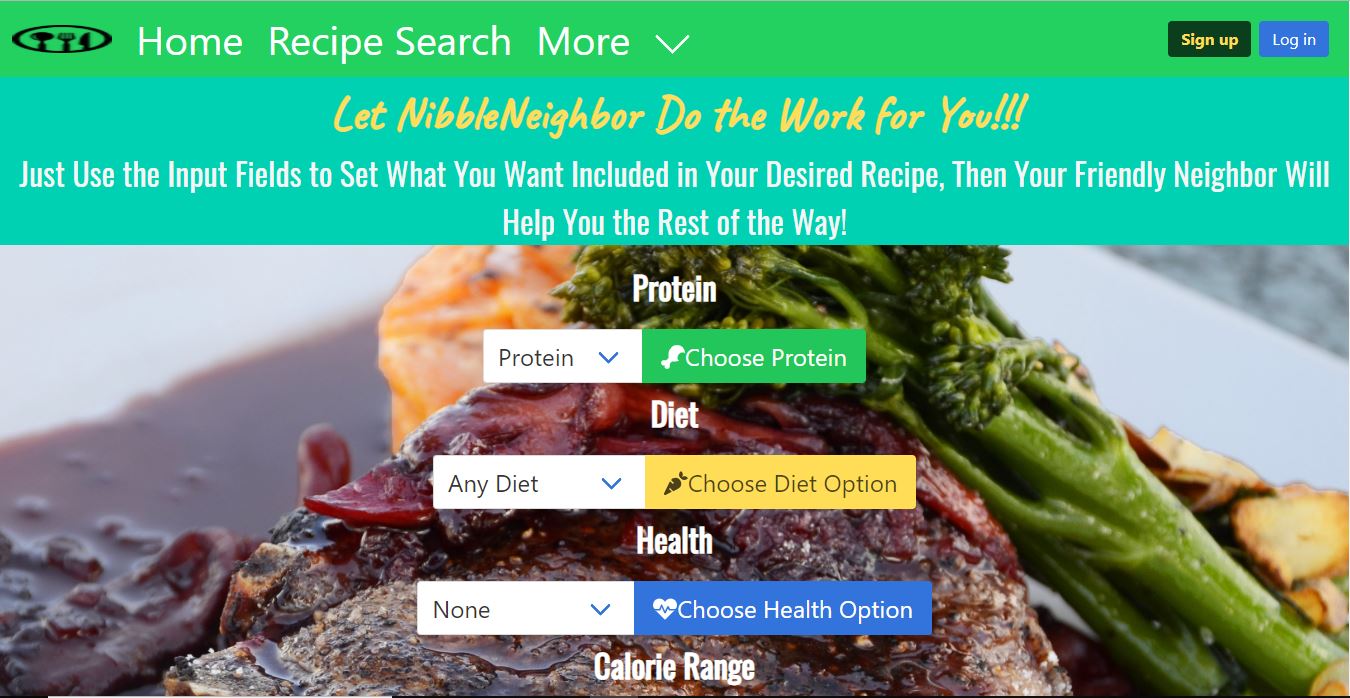 Home Recipe Search More Sign up Log in
Let NibbleNeighbor Do the Work for You!!!
Just Use the Input Fields to Set What You Want Included in Your Desired Recipe, Then Your Friendly Neighbor Will
Help You the Rest of the Way!
Protein
Protein Choose Protein
Diet
Any Diet Choose Diet Option
Health
None Choose Health Option
Calorie Range